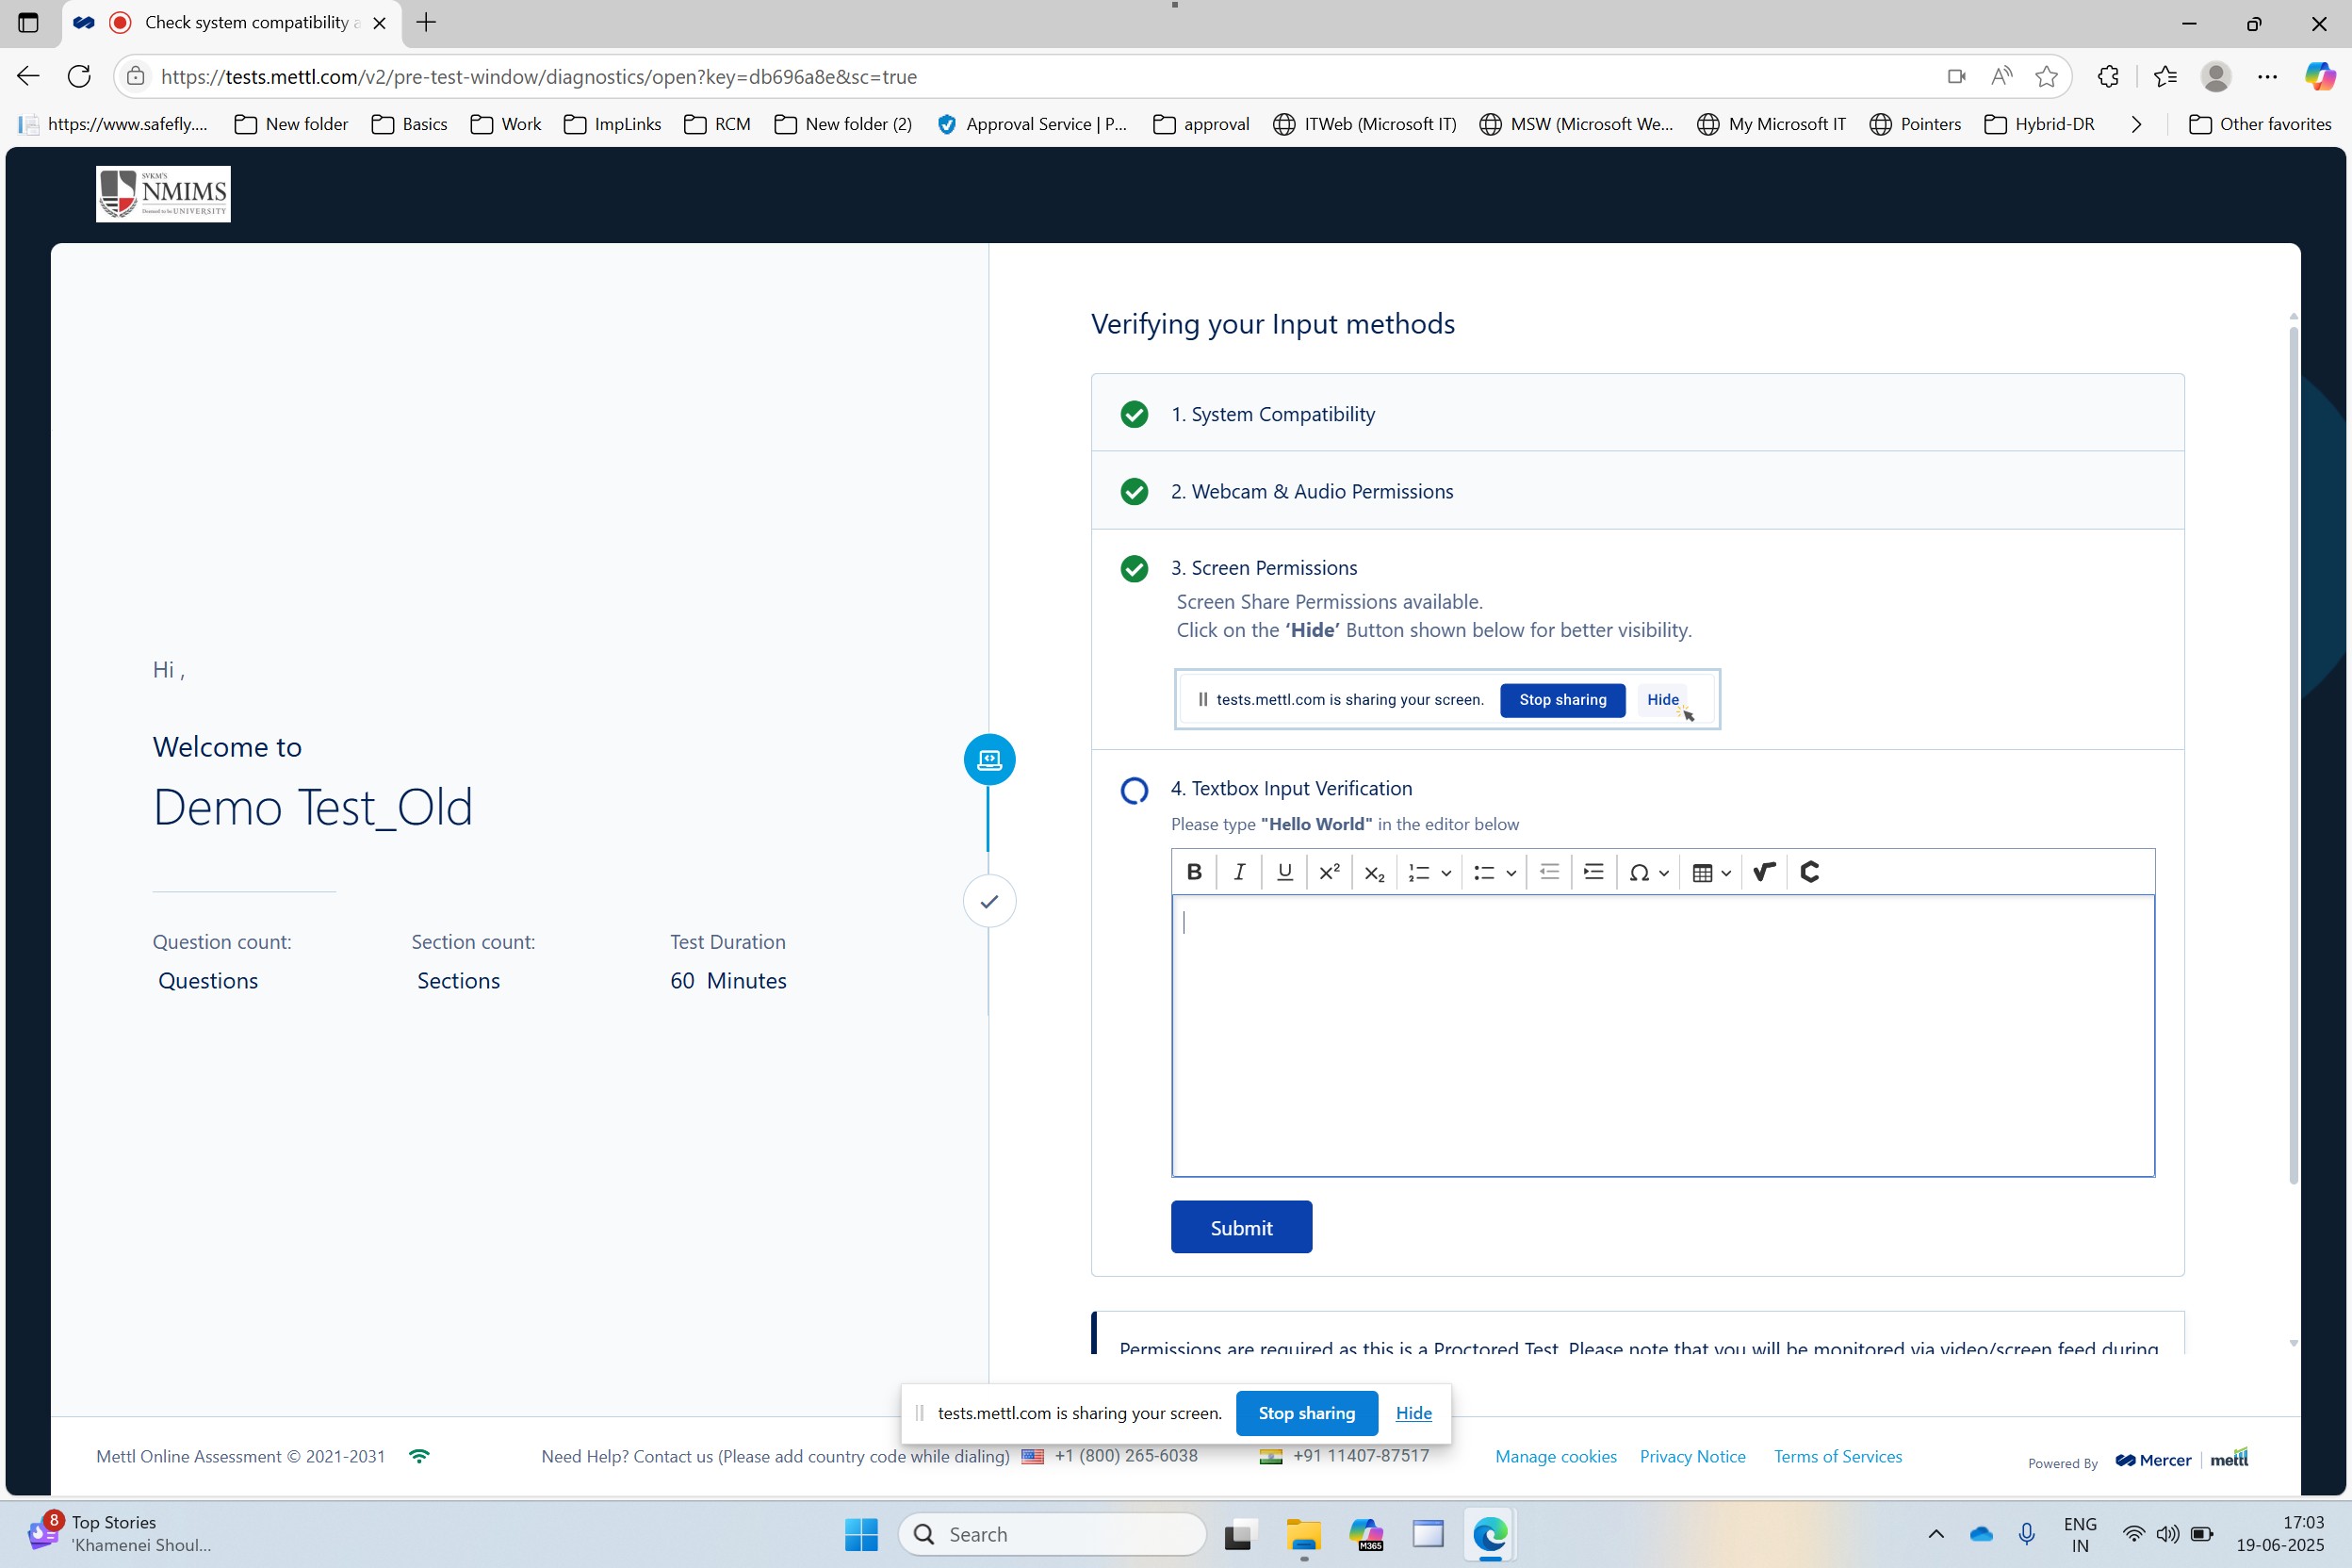 Check system compatibility a
https://tests.mettl.com/v2/pre-test-window/diagnostics/open?key=db696a8e&sc=true
https://www.safefly.... New folder Basics Work ImpLinks RCM New folder (2) Approval Service | P... approval ITWeb (Microsoft IT) MSW (Microsoft We... My Microsoft IT Pointers Hybrid-DR Other favorites
SVKM'S
NMIMS
Deemed to be UNIVERSITY
Hi ,
Welcome to
Demo Test_Old
Question count: Section count: Test Duration
Questions Sections 60 Minutes
Verifying your Input methods
1. System Compatibility
2. Webcam & Audio Permissions
3. Screen Permissions
Screen Share Permissions available.
Click on the ‘Hide’ Button shown below for better visibility.
tests.mettl.com is sharing your screen. Stop sharing Hide
4. Textbox Input Verification
Please type "Hello World" in the editor below
B I U X² X₂ Ω
Submit
Permissions are required as this is a Proctored Test. Please note that you will be monitored via video/screen feed during
tests.mettl.com is sharing your screen. Stop sharing Hide
Mettl Online Assessment © 2021-2031 Need Help? Contact us (Please add country code while dialing) +1 (800) 265-6038 +91 11407-87517 Manage cookies Privacy Notice Terms of Services Powered By Mercer | mettl
8 Top Stories
'Khamenei Shoul...
Search
M365
ENG
IN
17:03
19-06-2025